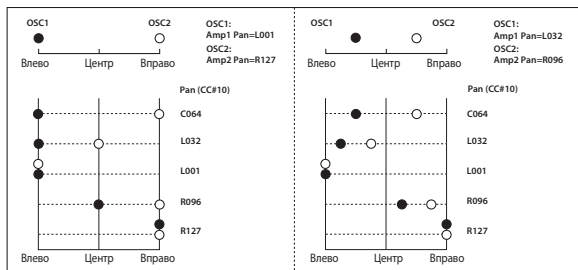 OSC1 OSC2 OSC1:
Amp1 Pan=L001
OSC2:
Amp2 Pan=R127
Влево Центр Вправо
Pan (CC#10)
C064
L032
L001
R096
R127
Влево Центр Вправо
OSC1 OSC2 OSC1:
Amp1 Pan=L032
OSC2:
Amp2 Pan=R096
Влево Центр Вправо
Pan (CC#10)
C064
L032
L001
R096
R127
Влево Центр Вправо